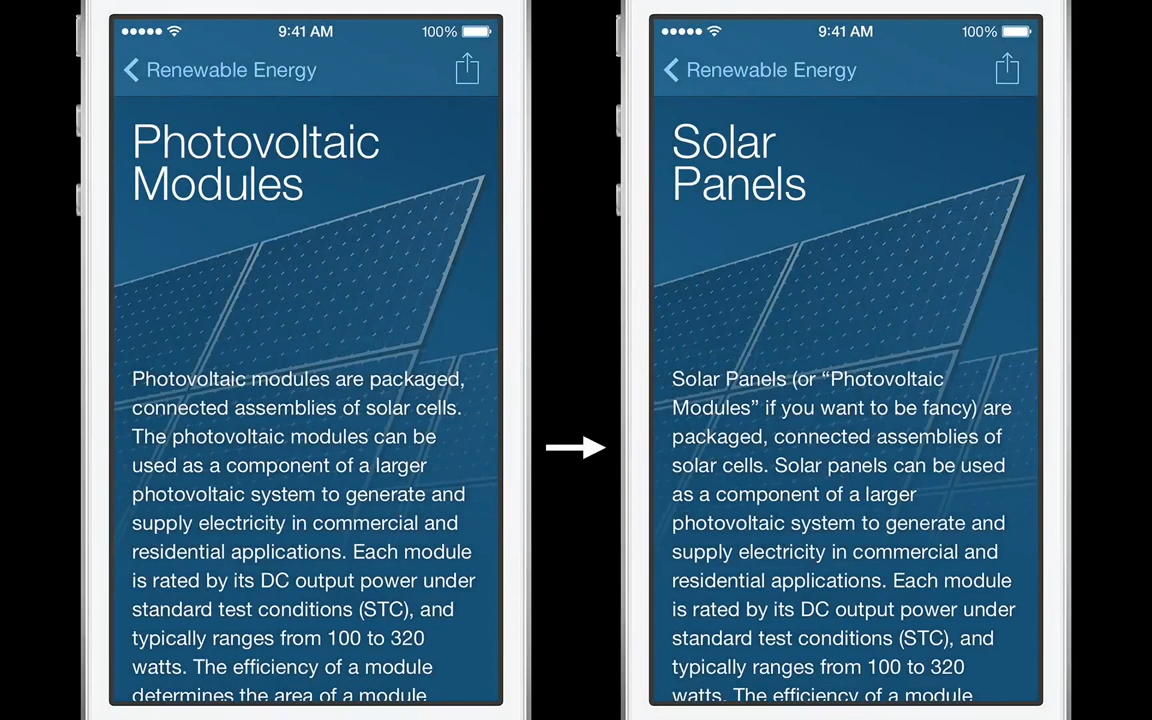 9:41 AM
100%
Renewable Energy
Photovoltaic
Modules
Photovoltaic modules are packaged,
connected assemblies of solar cells.
The photovoltaic modules can be
used as a component of a larger
photovoltaic system to generate and
supply electricity in commercial and
residential applications. Each module
is rated by its DC output power under
standard test conditions (STC), and
typically ranges from 100 to 320
watts. The efficiency of a module
determines the area of a module
9:41 AM
100%
Renewable Energy
Solar
Panels
Solar Panels (or “Photovoltaic
Modules” if you want to be fancy) are
packaged, connected assemblies of
solar cells. Solar panels can be used
as a component of a larger
photovoltaic system to generate and
supply electricity in commercial and
residential applications. Each module
is rated by its DC output power under
standard test conditions (STC), and
typically ranges from 100 to 320
watts. The efficiency of a module